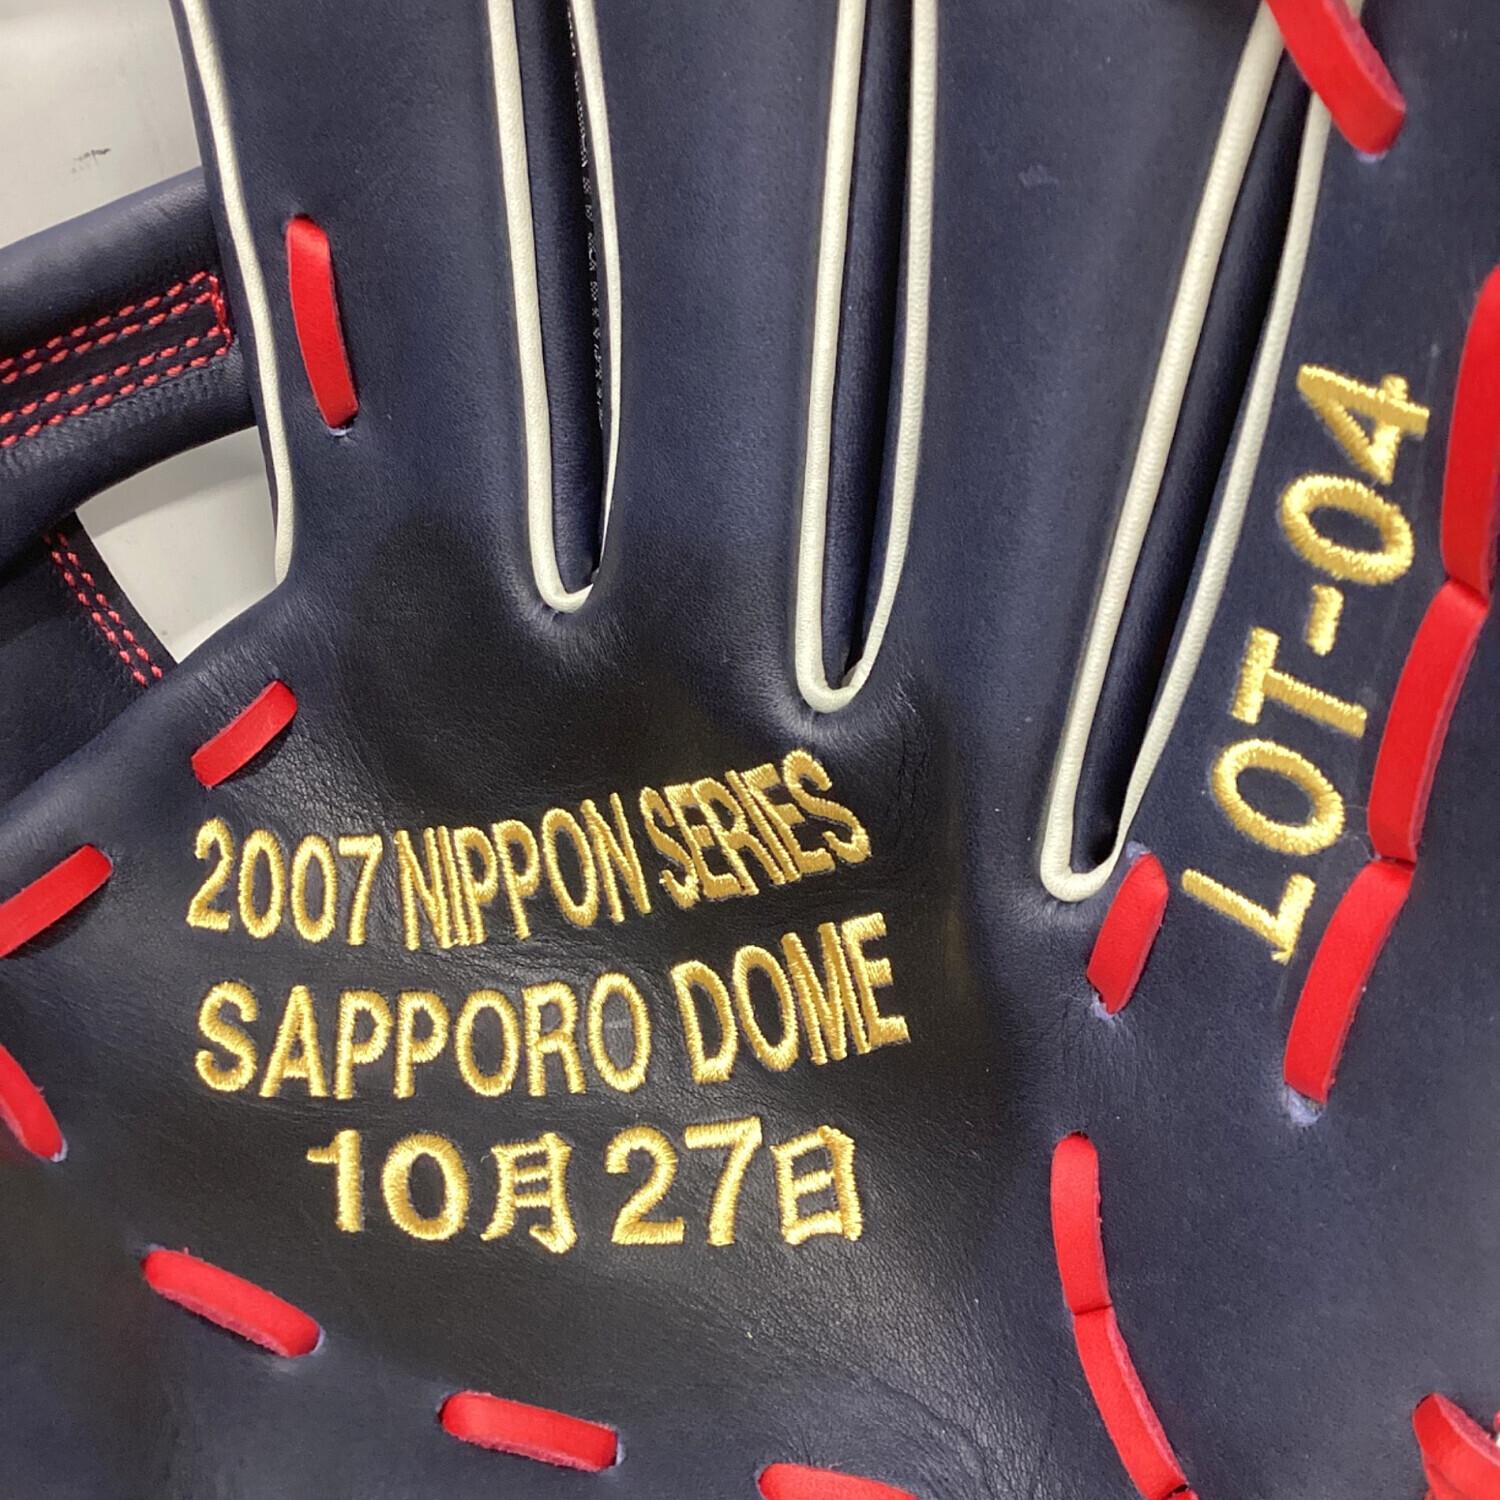 2007 NIPPON SERIES
SAPPORO DOME
10月27日
LOT-04